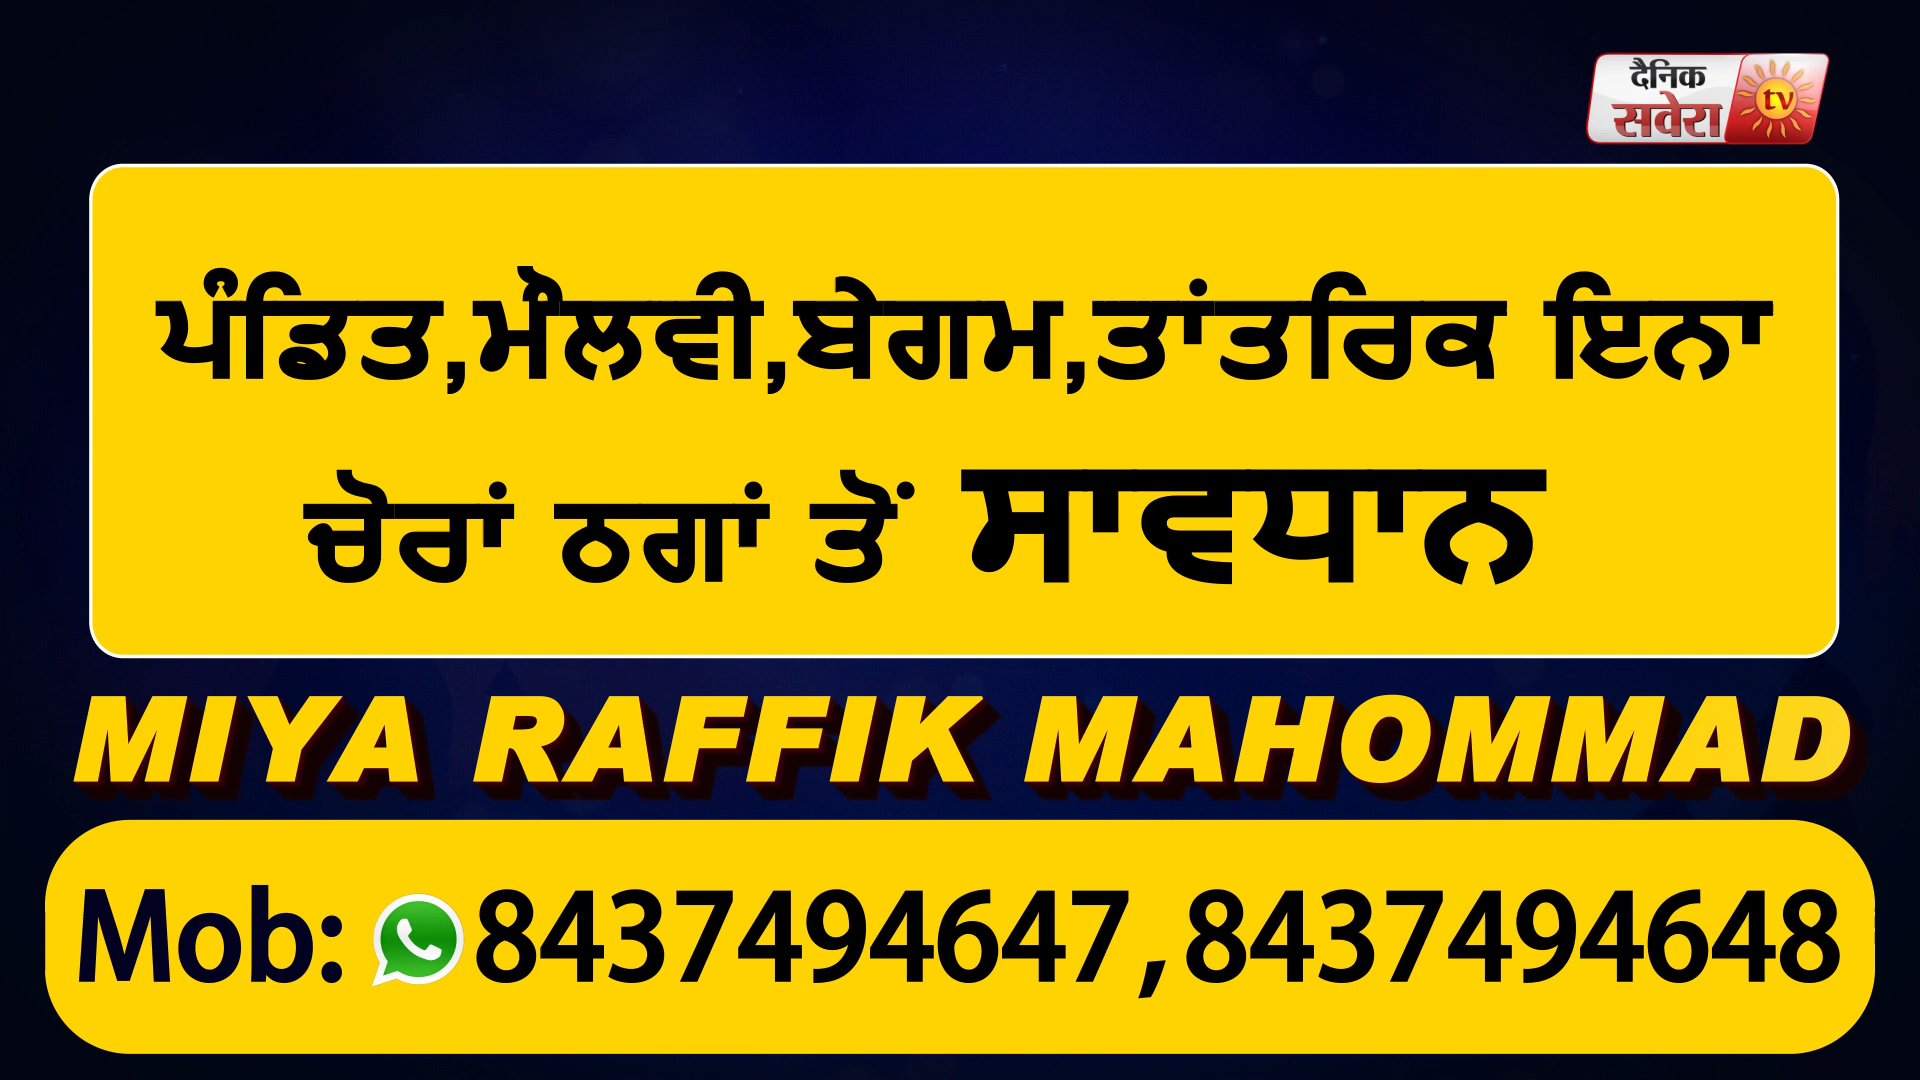 दैनिक
सवेरा tv
ਪੰਡਿਤ,ਮੌਲਵੀ,ਬੇਗਮ,ਤਾਂਤਰਿਕ ਇਨਾ
ਚੋਰਾਂ ਠਗਾਂ ਤੋਂ ਸਾਵਧਾਨ
MIYA RAFFIK MAHOMMAD
Mob: 8437494647,8437494648